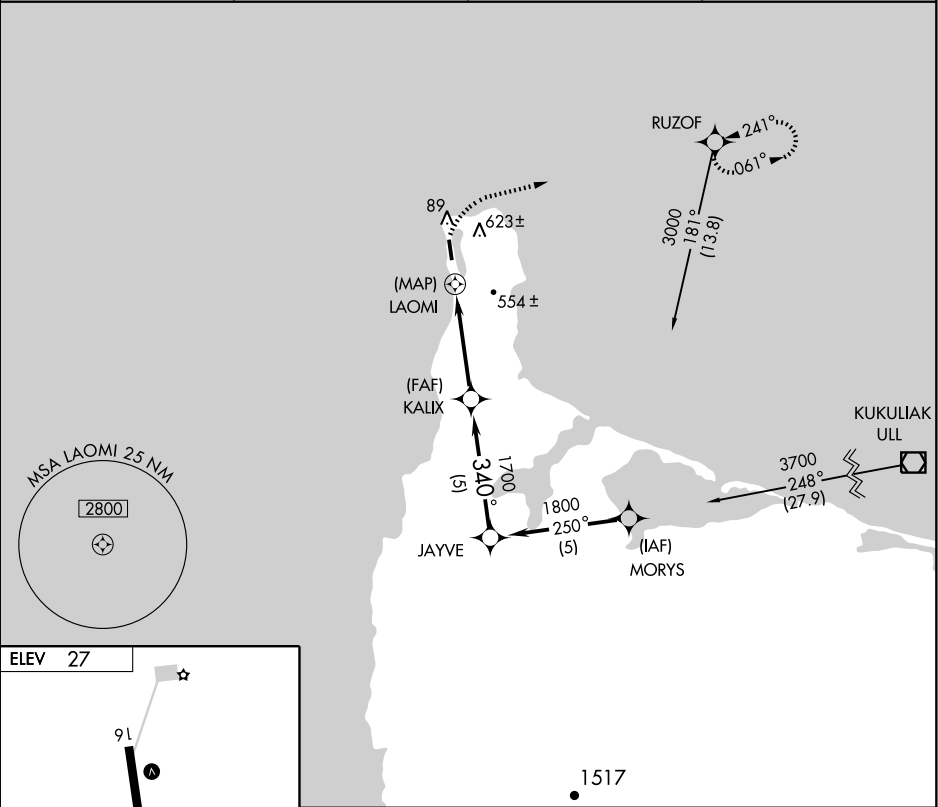 RUZOF
241°
061°
3000
181°
(13.8)
89
623±
(MAP)
LAOMI
554±
(FAF)
KALIX
KUKULIAK
ULL
3700
248°
(27.9)
MSA LAOMI 25 NM
2800
1700
340°
(5)
1800
250°
(5)
JAYVE
(IAF)
MORYS
ELEV 27
16
1517